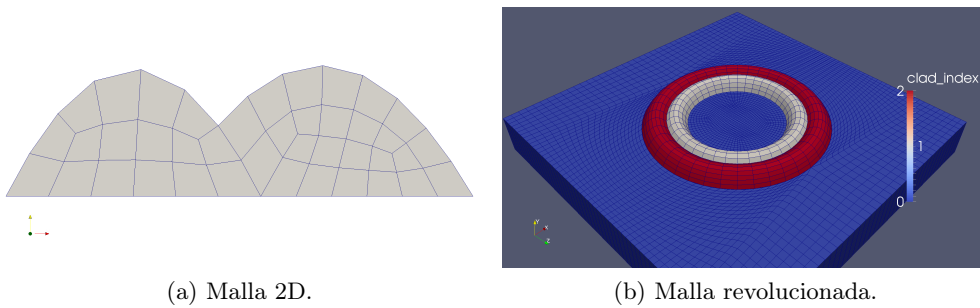 clad_index
2
1
0
Y
X
Z
(a) Malla 2D.
(b) Malla revolucionada.